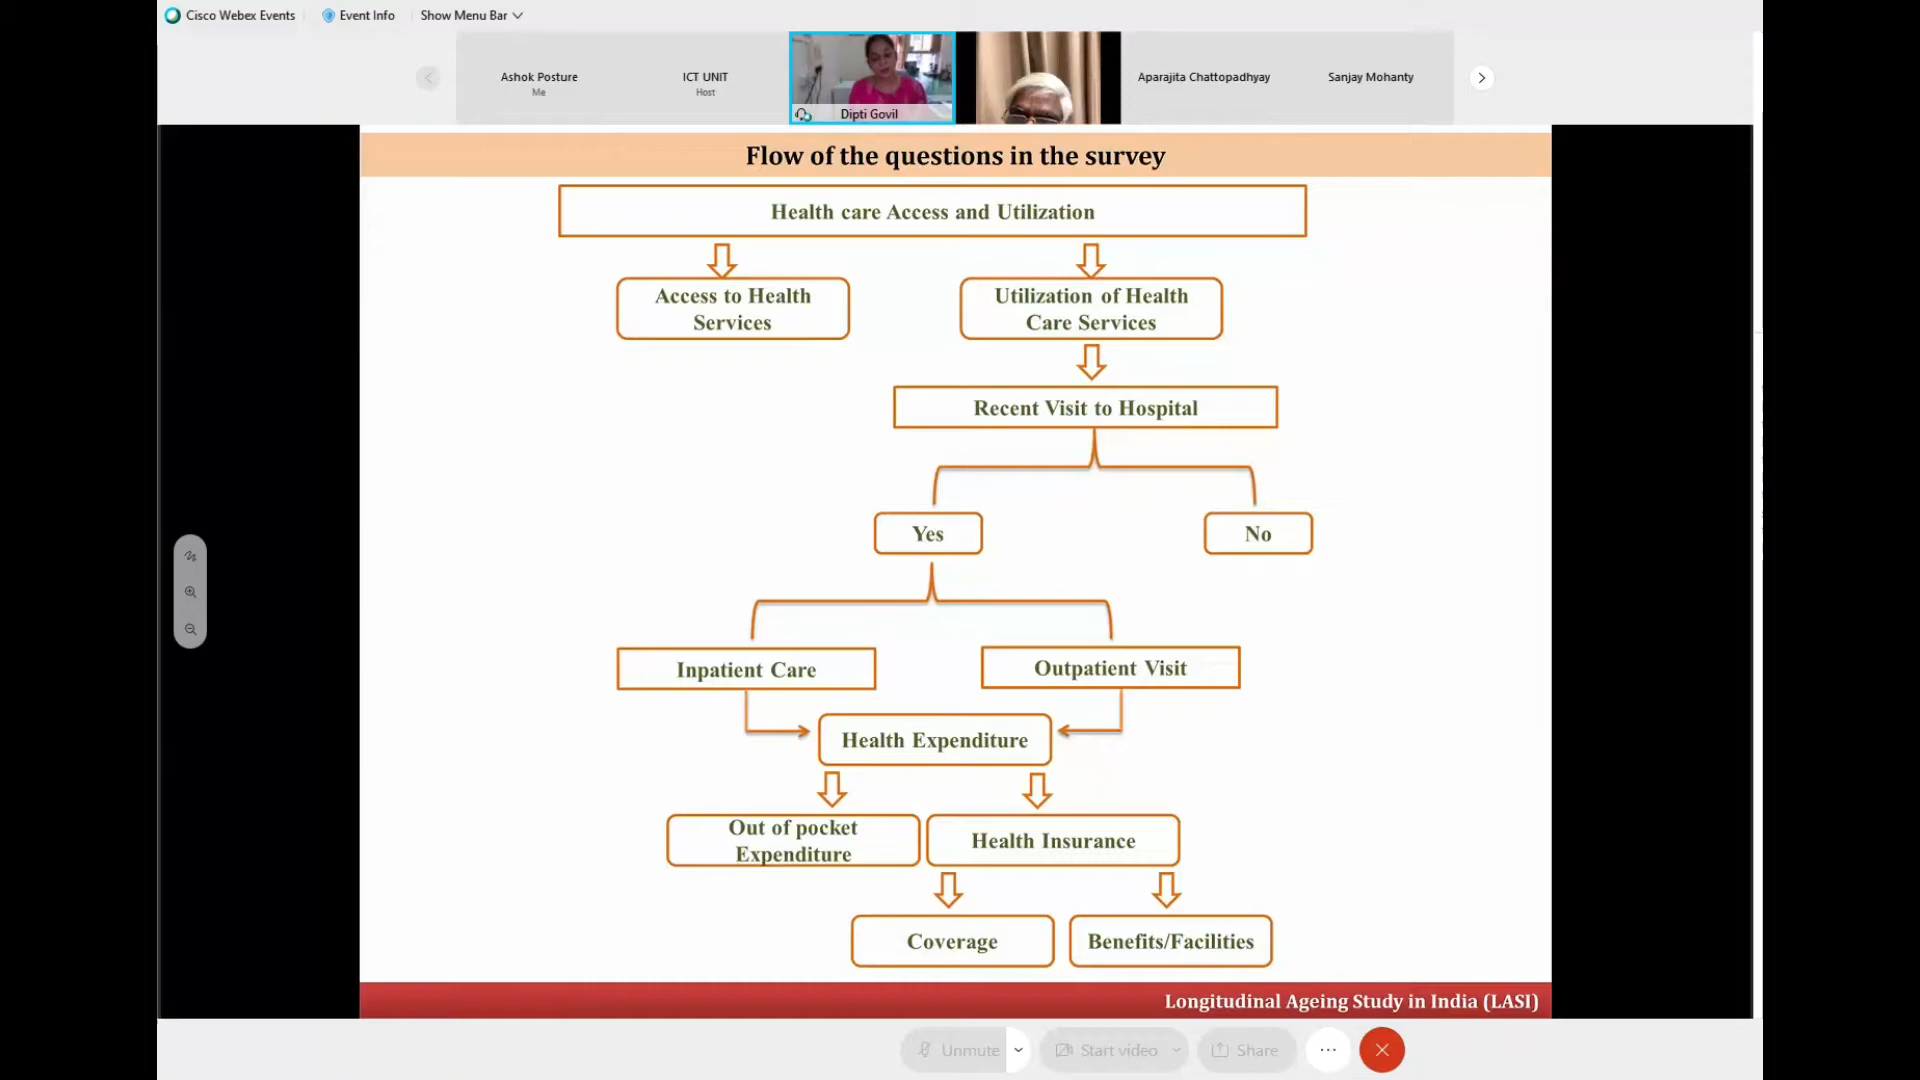 Cisco Webex Events
Event Info
Show Menu Bar
Ashok Posture
Me
ICT UNIT
Host
Dipti Govil
Aparajita Chattopadhyay
Sanjay Mohanty
Flow of the questions in the survey
Health care Access and Utilization
Access to Health
Services
Utilization of Health
Care Services
Recent Visit to Hospital
Yes
No
Inpatient Care
Outpatient Visit
Health Expenditure
Out of pocket
Expenditure
Health Insurance
Coverage
Benefits/Facilities
Longitudinal Ageing Study in India (LASI)
Unmute
Start video
Share